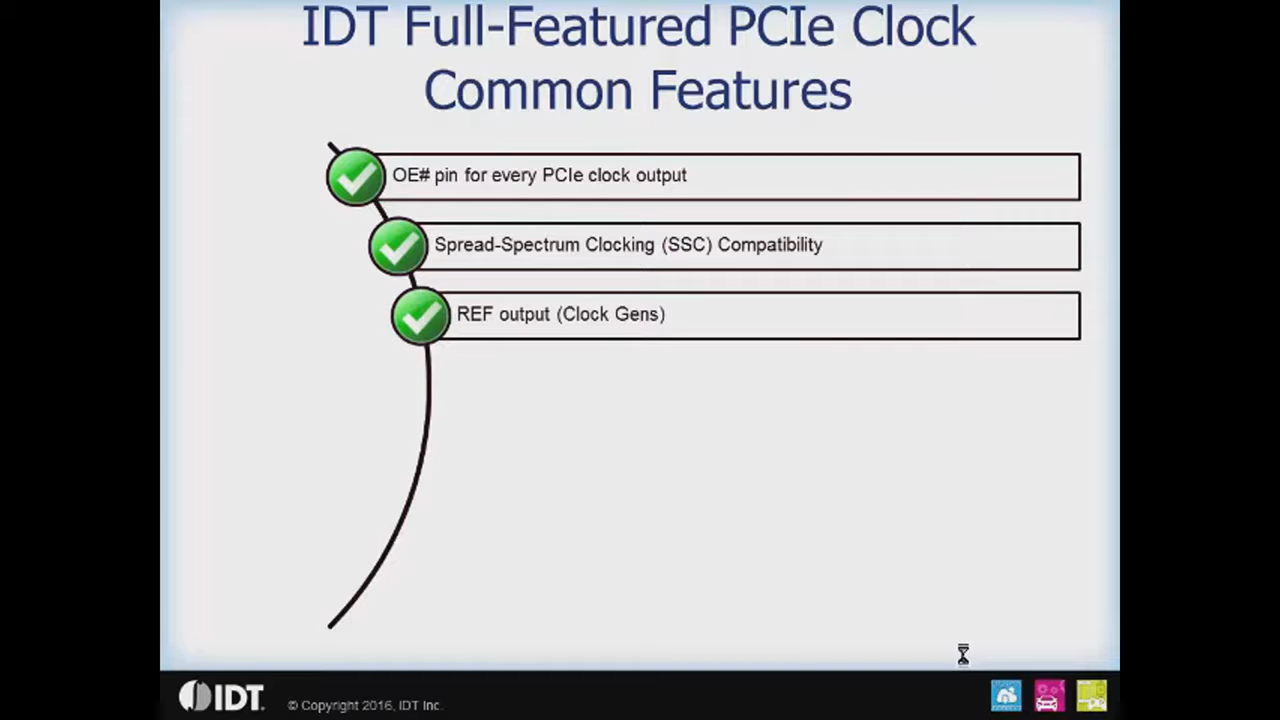 IDT Full-Featured PCIe Clock
Common Features
OE# pin for every PCIe clock output
Spread-Spectrum Clocking (SSC) Compatibility
REF output (Clock Gens)
IDT.
© Copyright 2016, IDT Inc.